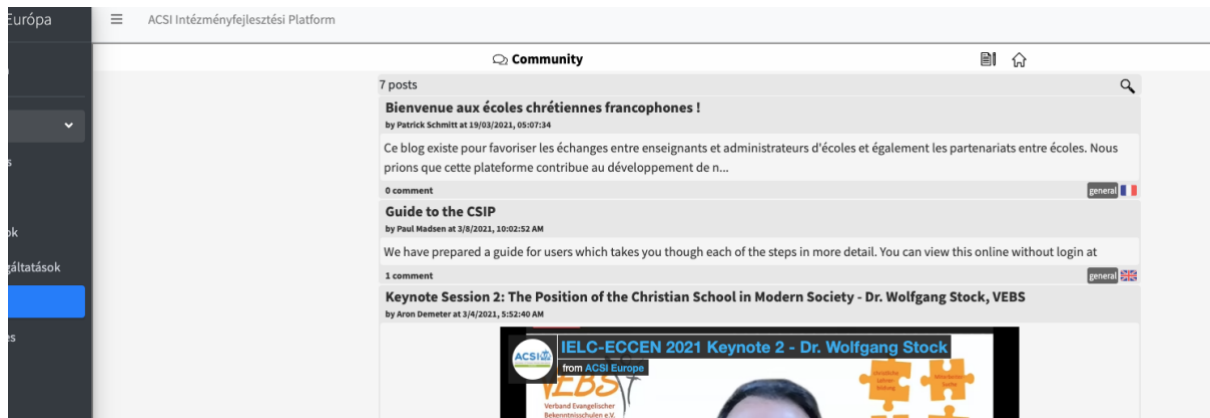 Európa
ACSI Intézményfejlesztési Platform
Community
7 posts
Bienvenue aux écoles chrétiennes francophones !
by Patrick Schmitt at 19/03/2021, 05:07:34
Ce blog existe pour favoriser les échanges entre enseignants et administrateurs d'écoles et également les partenariats entre écoles. Nous
prions que cette plateforme contribue au développement de n...
0 comment
general
Guide to the CSIP
by Paul Madsen at 3/8/2021, 10:02:52 AM
We have prepared a guide for users which takes you though each of the steps in more detail. You can view this online without login at
1 comment
general
Keynote Session 2: The Position of the Christian School in Modern Society - Dr. Wolfgang Stock, VEBS
by Aron Demeter at 3/4/2021, 5:52:40 AM
ACSI
IELC-ECCEN 2021 Keynote 2 - Dr. Wolfgang Stock
from ACSI Europe
VEBS
Verband Evangelischer
Bekenntnisschulen e.V.